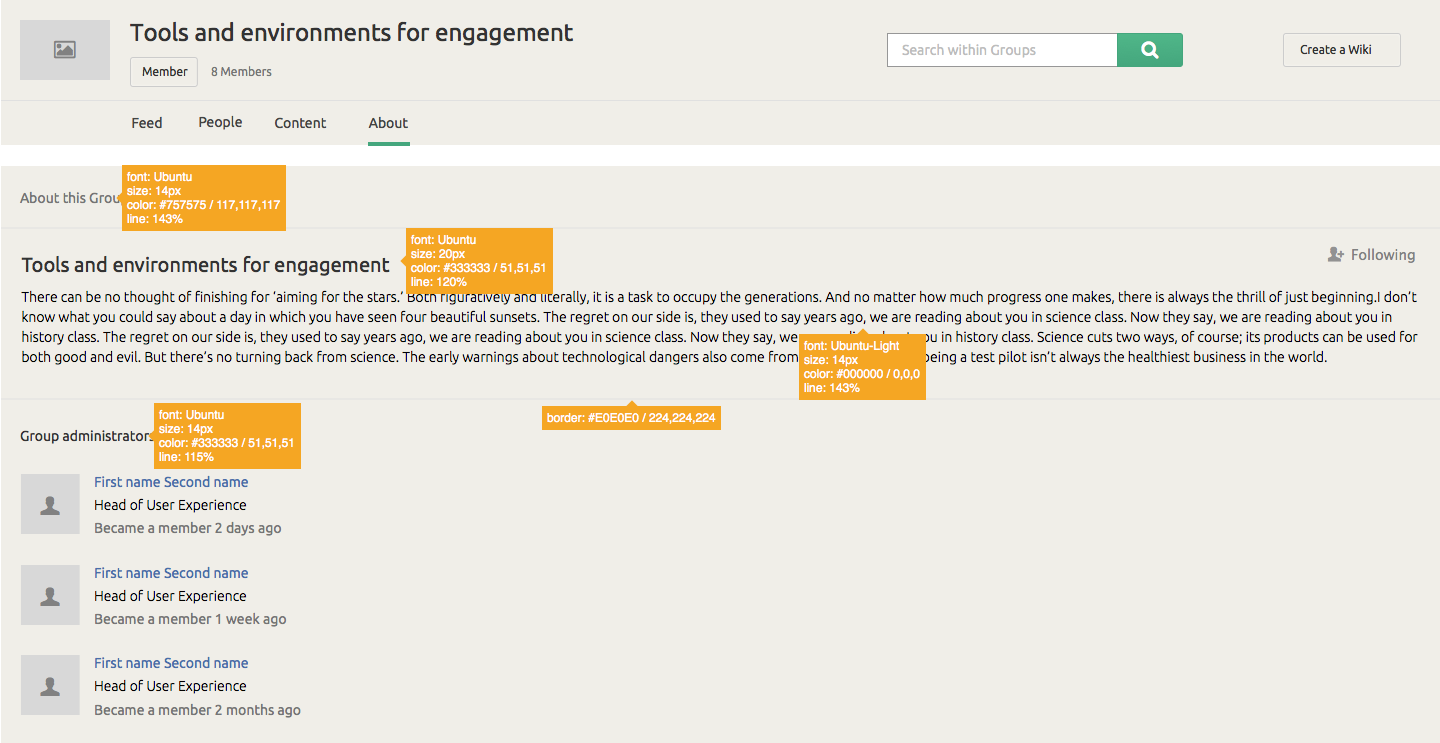 Tools and environments for engagement
Member
8 Members
Search within Groups
Create a Wiki
Feed
People
Content
About
About this Grou
font: Ubuntu
size: 14px
color: #757575 / 117,117,117
line: 143%
font: Ubuntu
size: 20px
color: #333333 / 51,51,51
line: 120%
Tools and environments for engagement
Following
There can be no thought of finishing for ‘aiming for the stars.’ Both figuratively and literally, it is a task to occupy the generations. And no matter how much progress one makes, there is always the thrill of just beginning.I don’t
know what you could say about a day in which you have seen four beautiful sunsets. The regret on our side is, they used to say years ago, we are reading about you in science class. Now they say, we are reading about you in
history class. The regret on our side is, they used to say years ago, we are reading about you in science class. Now they say, we you in history class. Science cuts two ways, of course; its products can be used for
both good and evil. But there’s no turning back from science. The early warnings about technological dangers also come from being a test pilot isn’t always the healthiest business in the world.
font: Ubuntu-Light
size: 14px
color: #000000 / 0,0,0
line: 143%
border: #E0E0E0 / 224,224,224
Group administrators
font: Ubuntu
size: 14px
color: #333333 / 51,51,51
line: 115%
First name Second name
Head of User Experience
Became a member 2 days ago
First name Second name
Head of User Experience
Became a member 1 week ago
First name Second name
Head of User Experience
Became a member 2 months ago